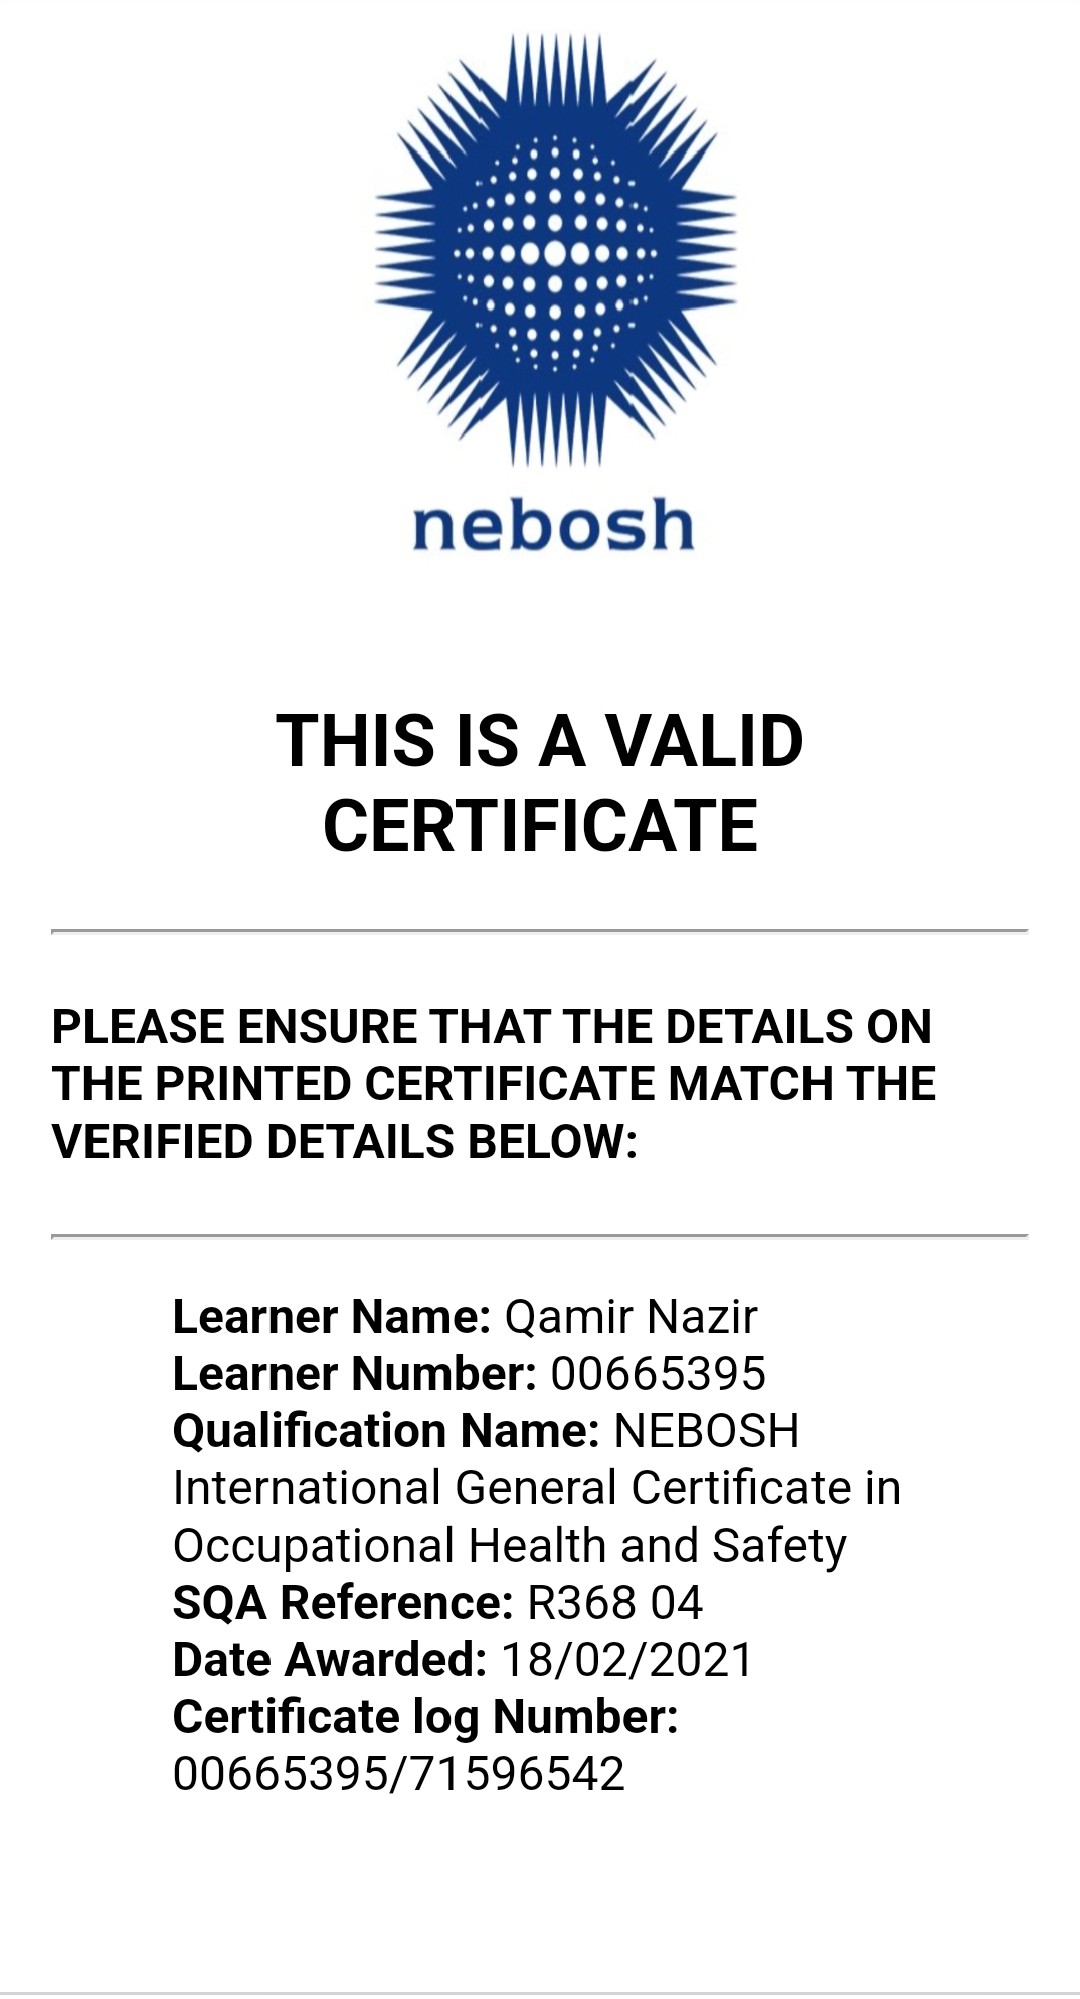 nebosh
THIS IS A VALID
CERTIFICATE
PLEASE ENSURE THAT THE DETAILS ON
THE PRINTED CERTIFICATE MATCH THE
VERIFIED DETAILS BELOW:
Learner Name: Qamir Nazir
Learner Number: 00665395
Qualification Name: NEBOSH
International General Certificate in
Occupational Health and Safety
SQA Reference: R368 04
Date Awarded: 18/02/2021
Certificate log Number:
00665395/71596542